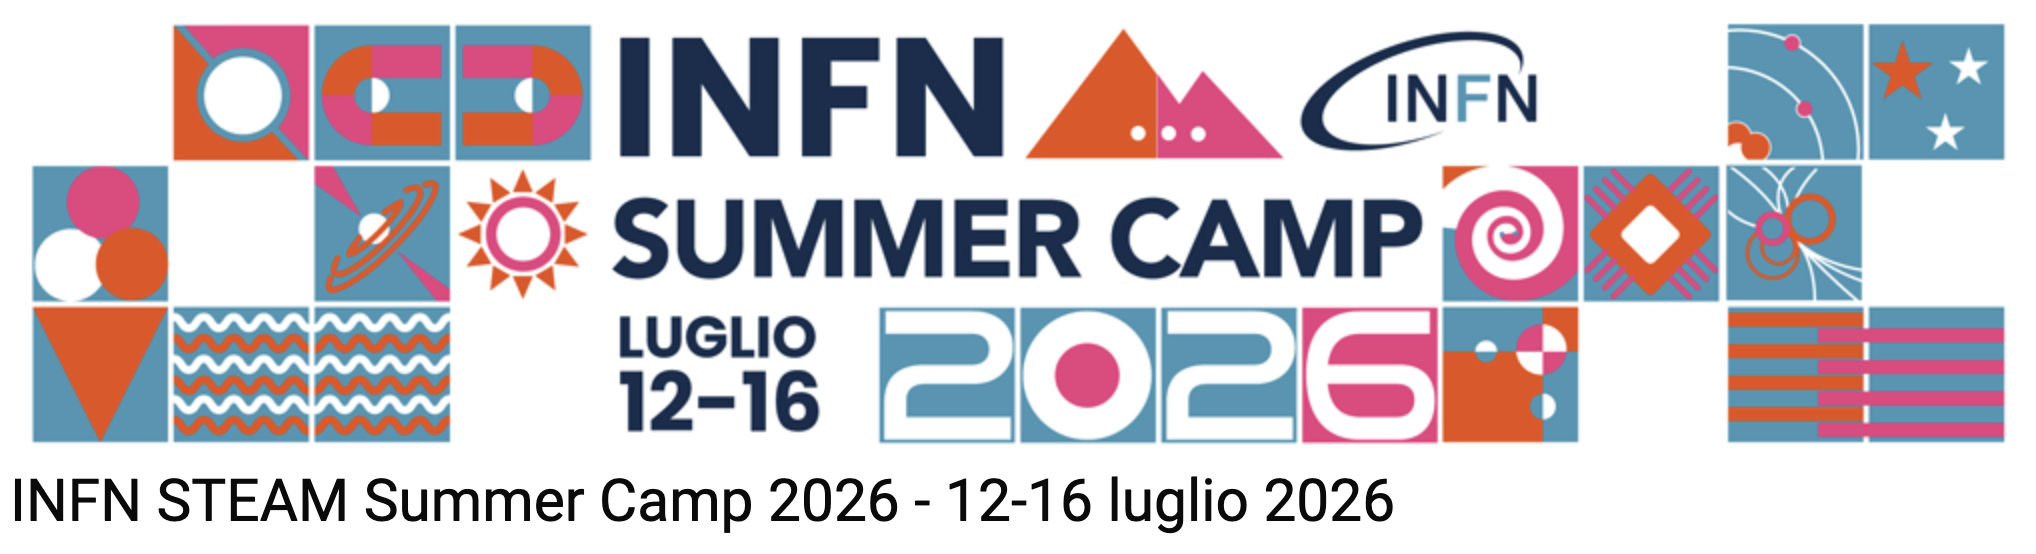 INFN
INFN
SUMMER CAMP
LUGLIO
12-16
2026
INFN STEAM Summer Camp 2026 - 12-16 luglio 2026